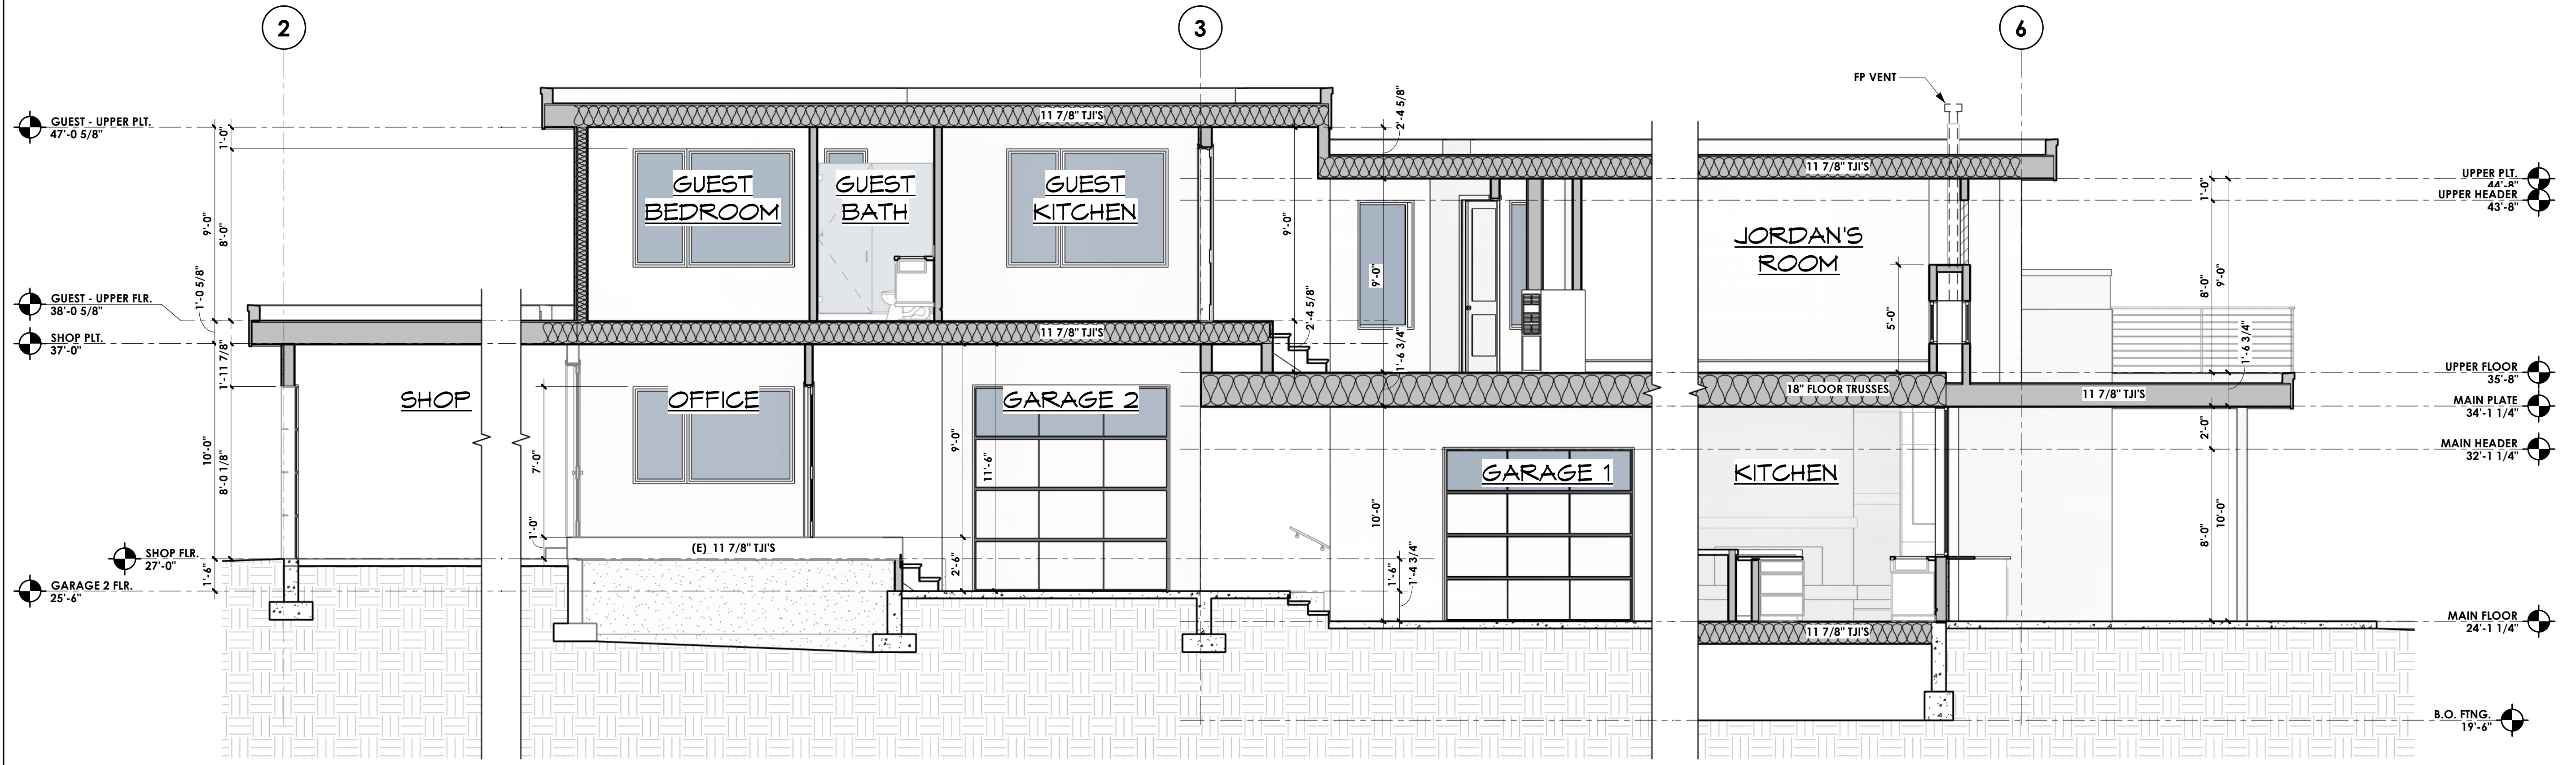 2
3
6
FP VENT
GUEST - UPPER PLT.
47'-0 5/8"
GUEST - UPPER FLR.
38'-0 5/8"
SHOP PLT.
37'-0"
SHOP FLR.
27'-0"
GARAGE 2 FLR.
25'-6"
1'-0"
9'-0"
8'-0"
1'-0 5/8"
1'-11 7/8"
10'-0"
8'-0 1/8"
1'-6"
11 7/8" TJI'S
GUEST
BEDROOM
GUEST
BATH
GUEST
KITCHEN
9'-0"
2'-4 5/8"
2'-4 5/8"
9'-0"
1'-6 3/4"
11 7/8" TJI'S
11 7/8" TJI'S
JORDAN'S
ROOM
5'-0"
SHOP
OFFICE
GARAGE 2
7'-0"
1'-0"
9'-0"
11'-6"
2'-6"
(E) 11 7/8" TJI'S
18" FLOOR TRUSSES
11 7/8" TJI'S
GARAGE 1
KITCHEN
10'-0"
1'-6"
1'-4 3/4"
11 7/8" TJI'S
1'-0"
8'-0"
9'-0"
1'-6 3/4"
2'-0"
8'-0"
10'-0"
UPPER PLT.
44'-8"
UPPER HEADER
43'-8"
UPPER FLOOR
35'-8"
MAIN PLATE
34'-1 1/4"
MAIN HEADER
32'-1 1/4"
MAIN FLOOR
24'-1 1/4"
B.O. FTNG.
19'-6"